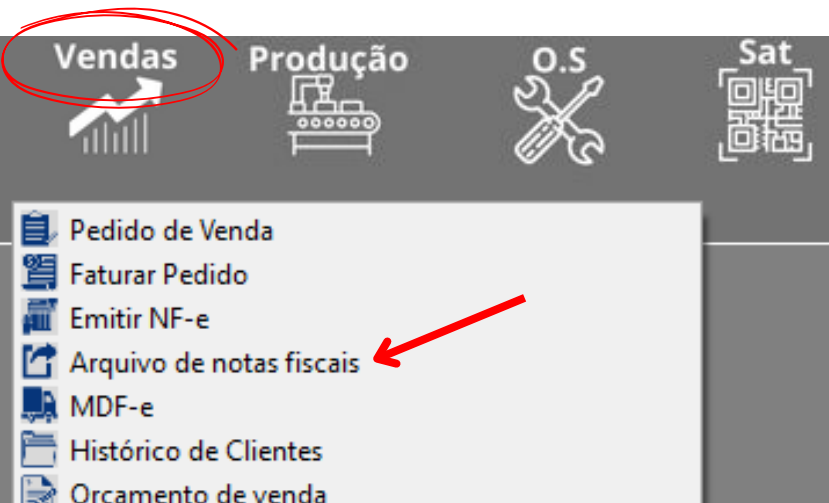 Vendas
Produção
O.S
Sat
Pedido de Venda
Faturar Pedido
Emitir NF-e
Arquivo de notas fiscais
MDF-e
Histórico de Clientes
Orçamento de venda